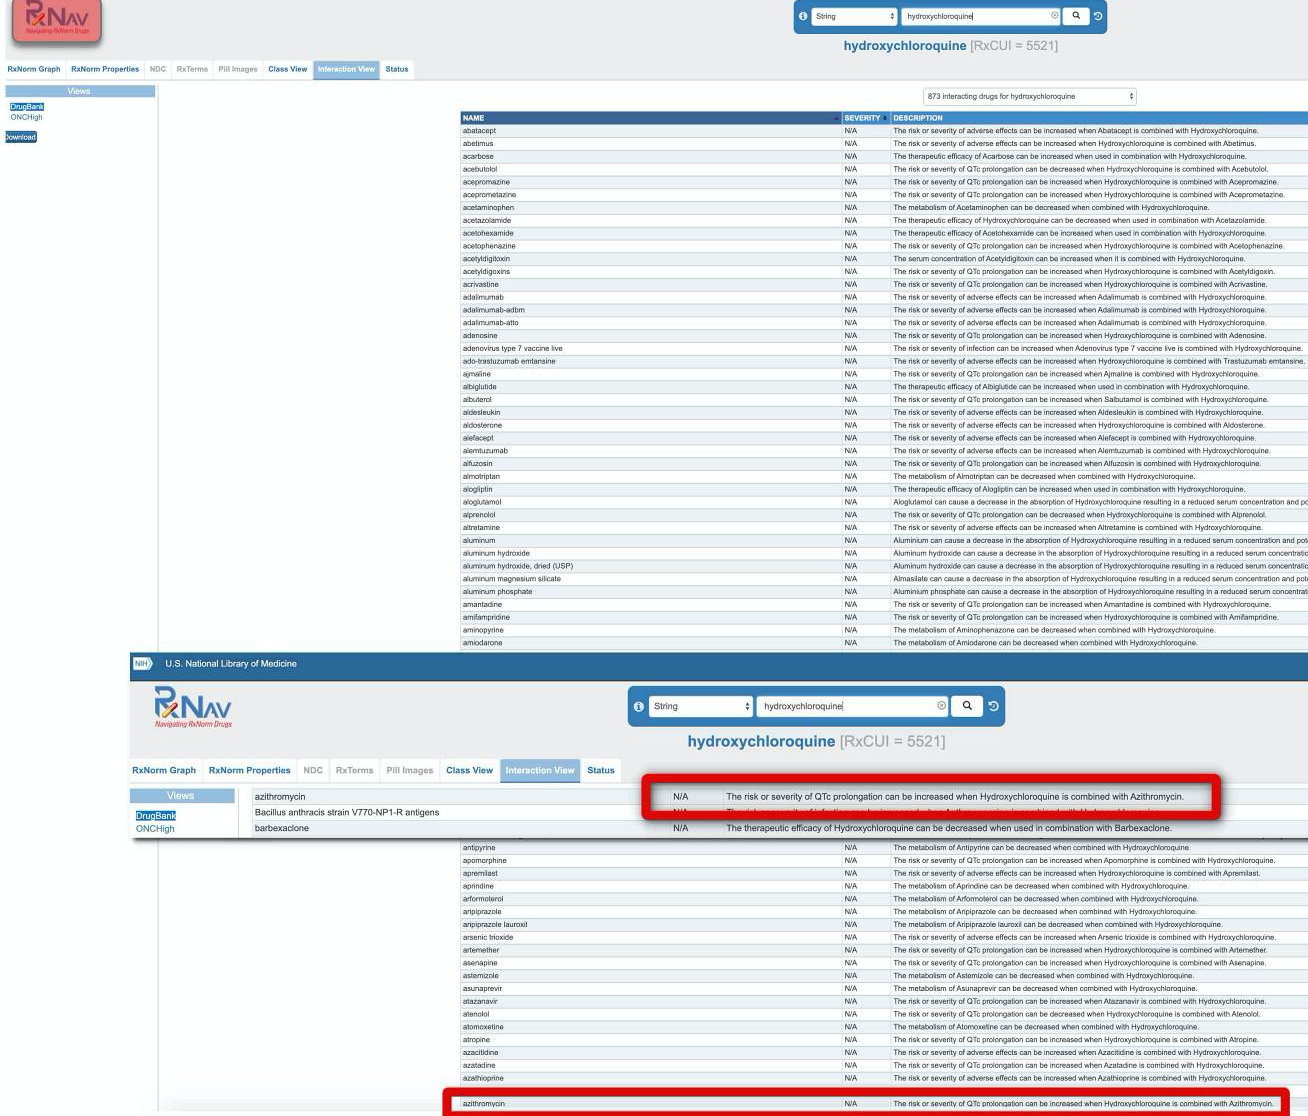 RXNAV
Navigating RxNorm Drugs
String hydroxychloroquine
hydroxychloroquine [RxCUI = 5521]
RxNorm Graph RxNorm Properties NDC RxTerms Pill Images Class View Interaction View Status
Views
DrugBank
ONCHigh
Download
873 interacting drugs for hydroxychloroquine
NAME SEVERITY DESCRIPTION
abatacept N/A The risk or severity of adverse effects can be increased when Abatacept is combined with Hydroxychloroquine.
abetimus N/A The risk or severity of adverse effects can be increased when Hydroxychloroquine is combined with Abetimus.
acarbose N/A The therapeutic efficacy of Acarbose can be increased when used in combination with Hydroxychloroquine.
acebutolol N/A The risk or severity of QTc prolongation can be decreased when Hydroxychloroquine is combined with Acebutolol.
acepromazine N/A The risk or severity of QTc prolongation can be increased when Hydroxychloroquine is combined with Acepromazine.
aceprometazine N/A The risk or severity of QTc prolongation can be increased when Hydroxychloroquine is combined with Aceprometazine.
acetaminophen N/A The metabolism of Acetaminophen can be decreased when combined with Hydroxychloroquine.
acetazolamide N/A The therapeutic efficacy of Hydroxychloroquine can be decreased when used in combination with Acetazolamide.
acetohexamide N/A The therapeutic efficacy of Acetohexamide can be increased when used in combination with Hydroxychloroquine.
acetophenazine N/A The risk or severity of QTc prolongation can be increased when Hydroxychloroquine is combined with Acetophenazine.
acetyldigitoxin N/A The serum concentration of Acetyldigitoxin can be increased when it is combined with Hydroxychloroquine.
acetyldigoxins N/A The risk or severity of QTc prolongation can be increased when Hydroxychloroquine is combined with Acetyldigoxin.
acrivastine N/A The risk or severity of QTc prolongation can be increased when Hydroxychloroquine is combined with Acrivastine.
adalimumab N/A The risk or severity of adverse effects can be increased when Adalimumab is combined with Hydroxychloroquine.
adalimumab-adbm N/A The risk or severity of adverse effects can be increased when Adalimumab is combined with Hydroxychloroquine.
adalimumab-atto N/A The risk or severity of adverse effects can be increased when Adalimumab is combined with Hydroxychloroquine.
adenosine N/A The risk or severity of QTc prolongation can be increased when Hydroxychloroquine is combined with Adenosine.
adenovirus type 7 vaccine live N/A The risk or severity of infection can be increased when Adenovirus type 7 vaccine live is combined with Hydroxychloroquine.
ado-trastuzumab emtansine N/A The risk or severity of adverse effects can be increased when Hydroxychloroquine is combined with Trastuzumab emtansine.
ajmaline N/A The risk or severity of QTc prolongation can be increased when Ajmaline is combined with Hydroxychloroquine.
albiglutide N/A The therapeutic efficacy of Albiglutide can be increased when used in combination with Hydroxychloroquine.
albuterol N/A The risk or severity of QTc prolongation can be increased when Salbutamol is combined with Hydroxychloroquine.
aldesleukin N/A The risk or severity of adverse effects can be increased when Aldesleukin is combined with Hydroxychloroquine.
aldosterone N/A The risk or severity of adverse effects can be increased when Hydroxychloroquine is combined with Aldosterone.
alefacept N/A The risk or severity of adverse effects can be increased when Alefacept is combined with Hydroxychloroquine.
alemtuzumab N/A The risk or severity of adverse effects can be increased when Alemtuzumab is combined with Hydroxychloroquine.
alfuzosin N/A The risk or severity of QTc prolongation can be increased when Alfuzosin is combined with Hydroxychloroquine.
almotriptan N/A The metabolism of Almotriptan can be decreased when combined with Hydroxychloroquine.
alogliptin N/A The therapeutic efficacy of Alogliptin can be increased when used in combination with Hydroxychloroquine.
aloglutamol N/A Aloglutamol can cause a decrease in the absorption of Hydroxychloroquine resulting in a reduced serum concentration and po
alprenolol N/A The risk or severity of QTc prolongation can be decreased when Hydroxychloroquine is combined with Alprenolol.
altretamine N/A The risk or severity of adverse effects can be increased when Altretamine is combined with Hydroxychloroquine.
aluminum N/A Aluminium can cause a decrease in the absorption of Hydroxychloroquine resulting in a reduced serum concentration and pot
aluminum hydroxide N/A Aluminum hydroxide can cause a decrease in the absorption of Hydroxychloroquine resulting in a reduced serum concentratic
aluminum hydroxide, dried (USP) N/A Aluminum hydroxide can cause a decrease in the absorption of Hydroxychloroquine resulting in a reduced serum concentratic
aluminum magnesium silicate N/A Almasilate can cause a decrease in the absorption of Hydroxychloroquine resulting in a reduced serum concentration and pot
aluminum phosphate N/A Aluminium phosphate can cause a decrease in the absorption of Hydroxychloroquine resulting in a reduced serum concentrat
amantadine N/A The risk or severity of QTc prolongation can be increased when Amantadine is combined with Hydroxychloroquine.
amifampridine N/A The risk or severity of QTc prolongation can be increased when Hydroxychloroquine is combined with Amifampridine.
aminopyrine N/A The metabolism of Aminophenazone can be decreased when combined with Hydroxychloroquine.
amiodarone N/A The metabolism of Amiodarone can be decreased when combined with Hydroxychloroquine.
NIH U.S. National Library of Medicine
RXNAV
Navigating RxNorm Drugs
String hydroxychloroquine
hydroxychloroquine [RxCUI = 5521]
RxNorm Graph RxNorm Properties NDC RxTerms Pill Images Class View Interaction View Status
Views
DrugBank
ONCHigh
azithromycin N/A The risk or severity of QTc prolongation can be increased when Hydroxychloroquine is combined with Azithromycin.
Bacillus anthracis strain V770-NP1-R antigens N/A
barbexaclone N/A The therapeutic efficacy of Hydroxychloroquine can be decreased when used in combination with Barbexaclone.
antipyrine N/A The metabolism of Antipyrine can be decreased when combined with Hydroxychloroquine.
apomorphine N/A The risk or severity of QTc prolongation can be increased when Apomorphine is combined with Hydroxychloroquine.
apremilast N/A The risk or severity of adverse effects can be increased when Hydroxychloroquine is combined with Apremilast.
aprindine N/A The metabolism of Aprindine can be decreased when combined with Hydroxychloroquine.
arformoterol N/A The metabolism of Arformoterol can be decreased when combined with Hydroxychloroquine.
aripiprazole N/A The metabolism of Aripiprazole can be decreased when combined with Hydroxychloroquine.
aripiprazole lauroxil N/A The metabolism of Aripiprazole lauroxil can be decreased when combined with Hydroxychloroquine.
arsenic trioxide N/A The risk or severity of adverse effects can be increased when Arsenic trioxide is combined with Hydroxychloroquine.
artemether N/A The risk or severity of QTc prolongation can be increased when Hydroxychloroquine is combined with Artemether.
asenapine N/A The risk or severity of QTc prolongation can be increased when Hydroxychloroquine is combined with Asenapine.
astemizole N/A The metabolism of Astemizole can be decreased when combined with Hydroxychloroquine.
asunaprevir N/A The metabolism of Asunaprevir can be decreased when combined with Hydroxychloroquine.
atazanavir N/A The risk or severity of QTc prolongation can be increased when Atazanavir is combined with Hydroxychloroquine.
atenolol N/A The risk or severity of QTc prolongation can be decreased when Hydroxychloroquine is combined with Atenolol.
atomoxetine N/A The metabolism of Atomoxetine can be decreased when combined with Hydroxychloroquine.
atropine N/A The risk or severity of QTc prolongation can be increased when Hydroxychloroquine is combined with Atropine.
azacitidine N/A The risk or severity of adverse effects can be increased when Azacitidine is combined with Hydroxychloroquine.
azatadine N/A The risk or severity of QTc prolongation can be increased when Azatadine is combined with Hydroxychloroquine.
azathioprine N/A The risk or severity of adverse effects can be increased when Azathioprine is combined with Hydroxychloroquine.
azithromycin N/A The risk or severity of QTc prolongation can be increased when Hydroxychloroquine is combined with Azithromycin.